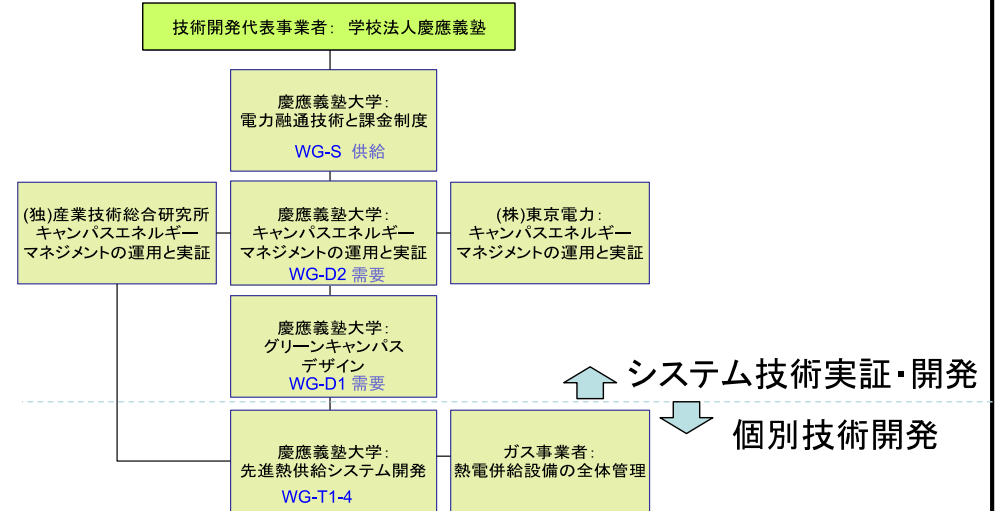 技術開発代表事業者： 学校法人慶應義塾
慶應義塾大学：
電力融通技術と課金制度
WG-S 供給
(独)産業技術総合研究所
キャンパスエネルギー
マネジメントの運用と実証
慶應義塾大学：
キャンパスエネルギー
マネジメントの運用と実証
WG-D2 需要
(株)東京電力：
キャンパスエネルギー
マネジメントの運用と実証
慶應義塾大学：
グリーンキャンパス
デザイン
WG-D1 需要
システム技術実証・開発
個別技術開発
慶應義塾大学：
先進熱供給システム開発
WG-T1-4
ガス事業者：
熱電併給設備の全体管理